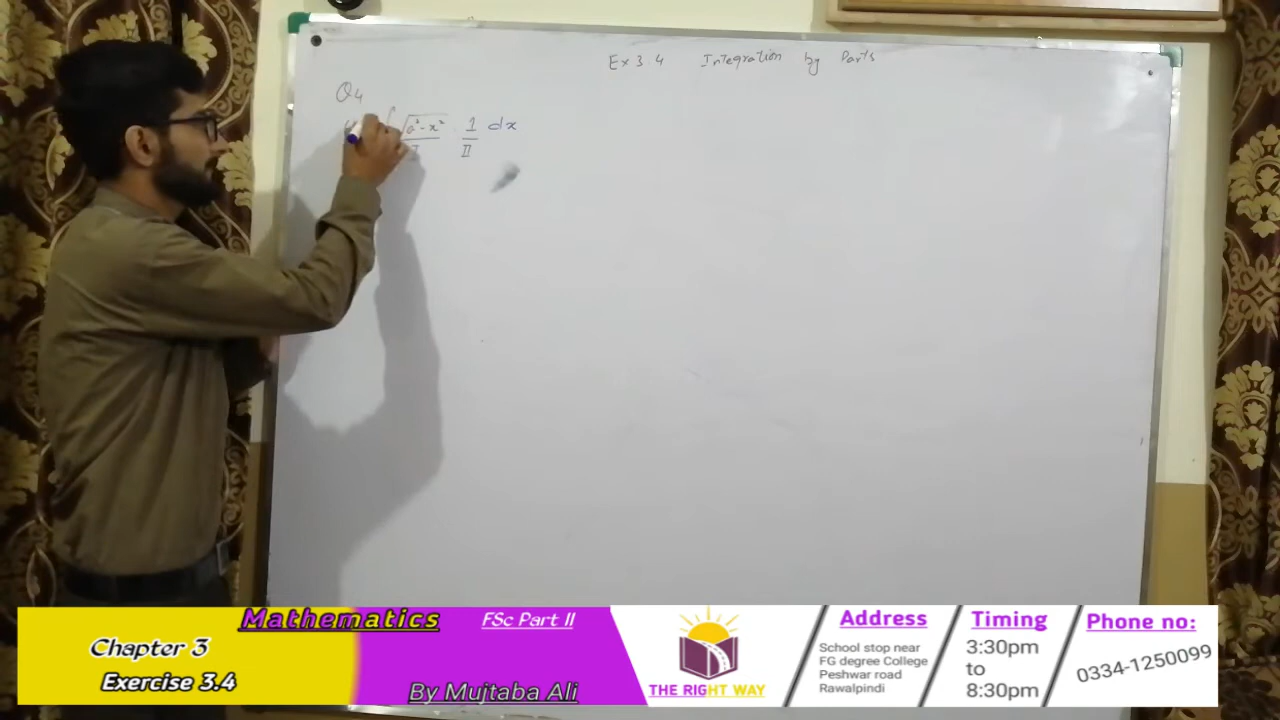 Ex 3.4 Integration by Parts
Q4
∫ √a²-x² . 1 dx
I II
Mathematics
FSc Part II
Chapter 3
Exercise 3.4
By Mujtaba Ali
THE RIGHT WAY
Address
School stop near
FG degree College
Peshwar road
Rawalpindi
Timing
3:30pm
to
8:30pm
Phone no:
0334-1250099